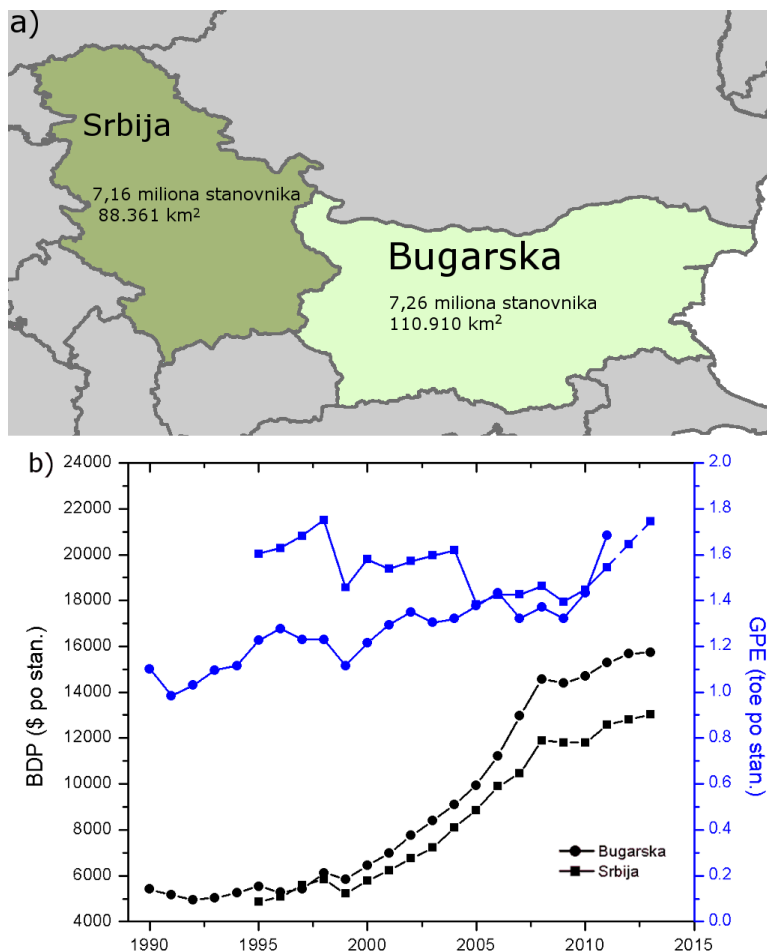 a)
Srbija
7,16 miliona stanovnika
88.361 km²
Bugarska
7,26 miliona stanovnika
110.910 km²
b)
24000
22000
20000
18000
16000
14000
12000
10000
8000
6000
4000
BDP ($ po stan.)
2.0
1.8
1.6
1.4
1.2
1.0
0.8
0.6
0.4
0.2
0.0
GPE (toe po stan.)
Bugarska
Srbija
1990 1995 2000 2005 2010 2015